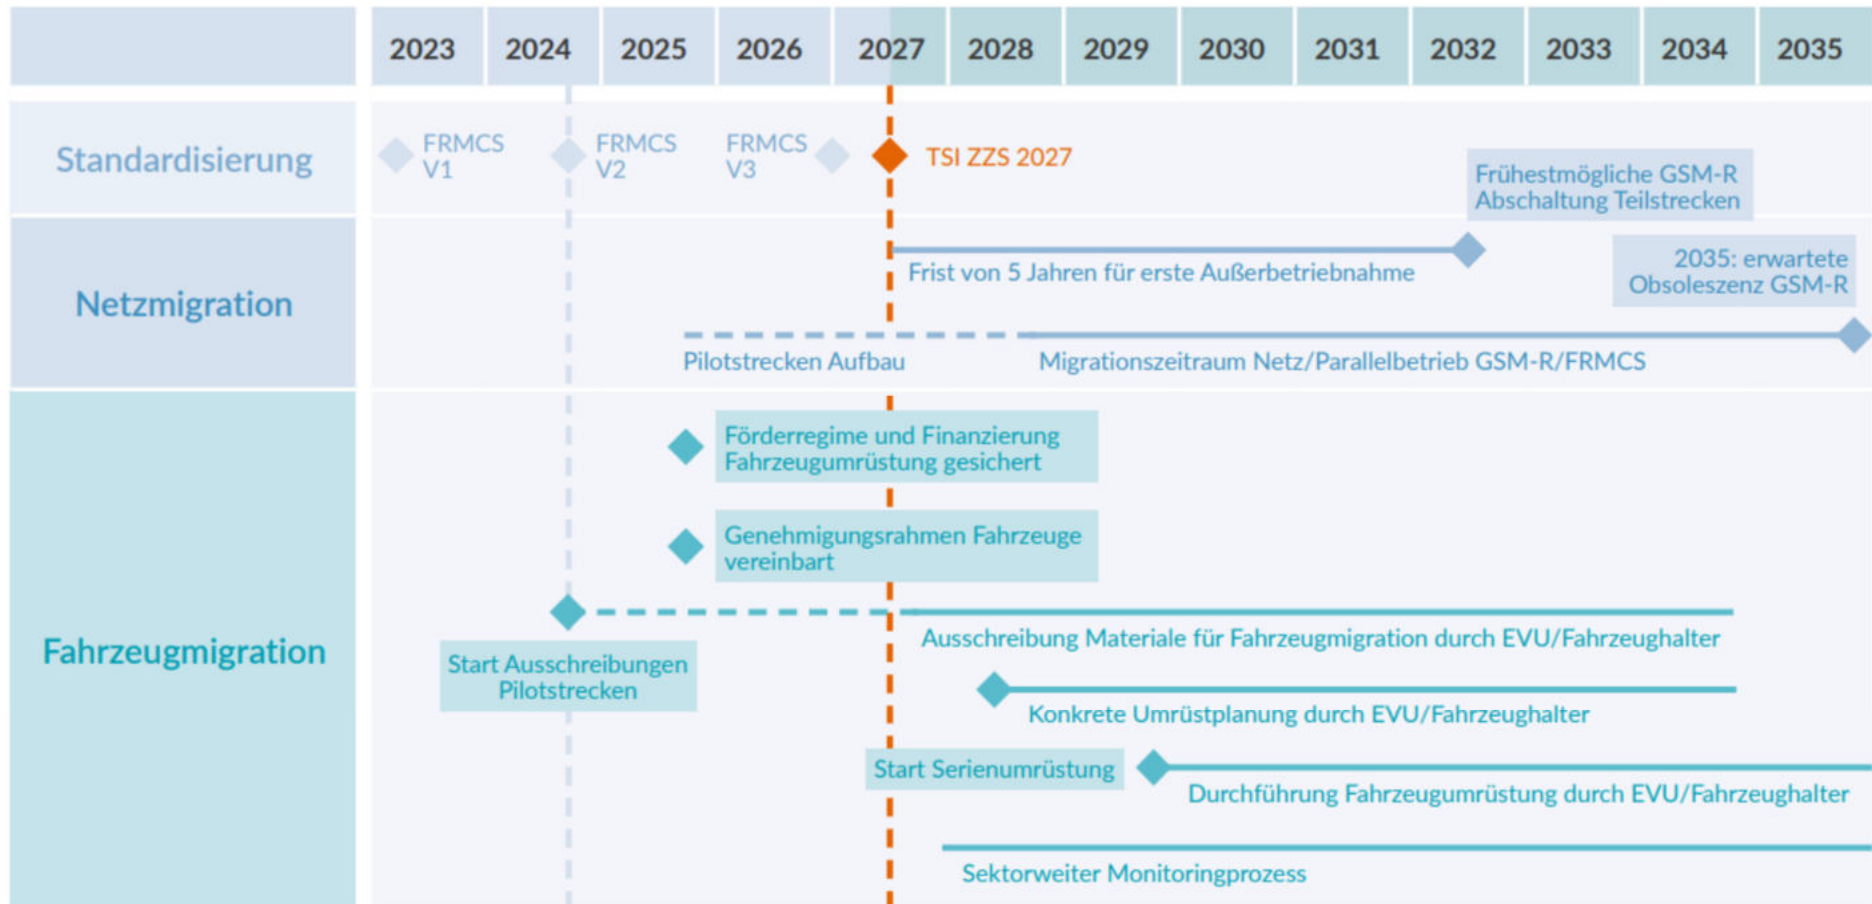 2023 2024 2025 2026 2027 2028 2029 2030 2031 2032 2033 2034 2035
Standardisierung
FRMCS
V1
FRMCS
V2
FRMCS
V3
TSI ZZS 2027
Frühestmögliche GSM-R
Abschaltung Teilstrecken
Netzmigration
Frist von 5 Jahren für erste Außerbetriebnahme
2035: erwartete
Obsoleszenz GSM-R
Pilotstrecken Aufbau
Migrationszeitraum Netz/Parallelbetrieb GSM-R/FRMCS
Fahrzeugmigration
Förderregime und Finanzierung
Fahrzeugumrüstung gesichert
Genehmigungsrahmen Fahrzeuge
vereinbart
Ausschreibung Materiale für Fahrzeugmigration durch EVU/Fahrzeughalter
Start Ausschreibungen
Pilotstrecken
Konkrete Umrüstplanung durch EVU/Fahrzeughalter
Start Serienumrüstung
Durchführung Fahrzeugumrüstung durch EVU/Fahrzeughalter
Sektorweiter Monitoringprozess